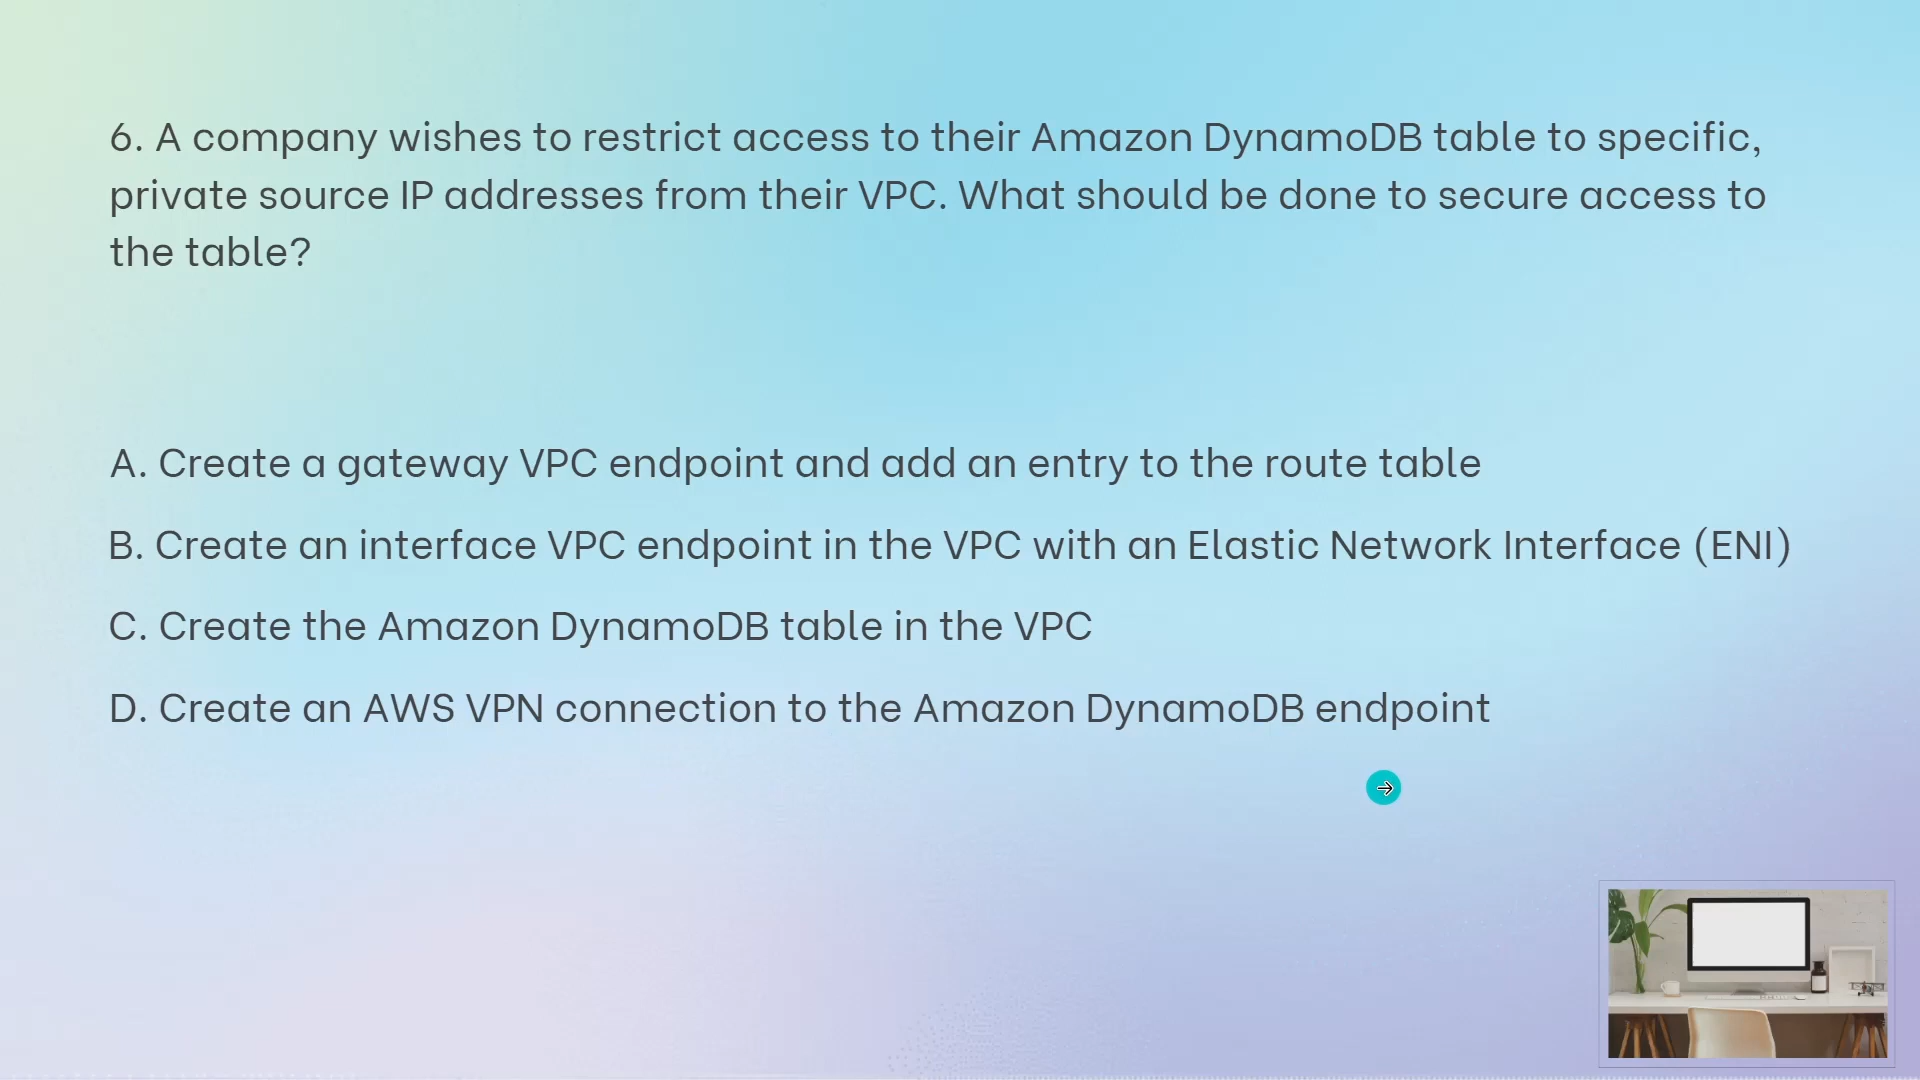 6. A company wishes to restrict access to their Amazon DynamoDB table to specific,
private source IP addresses from their VPC. What should be done to secure access to
the table?
A. Create a gateway VPC endpoint and add an entry to the route table
B. Create an interface VPC endpoint in the VPC with an Elastic Network Interface (ENI)
C. Create the Amazon DynamoDB table in the VPC
D. Create an AWS VPN connection to the Amazon DynamoDB endpoint